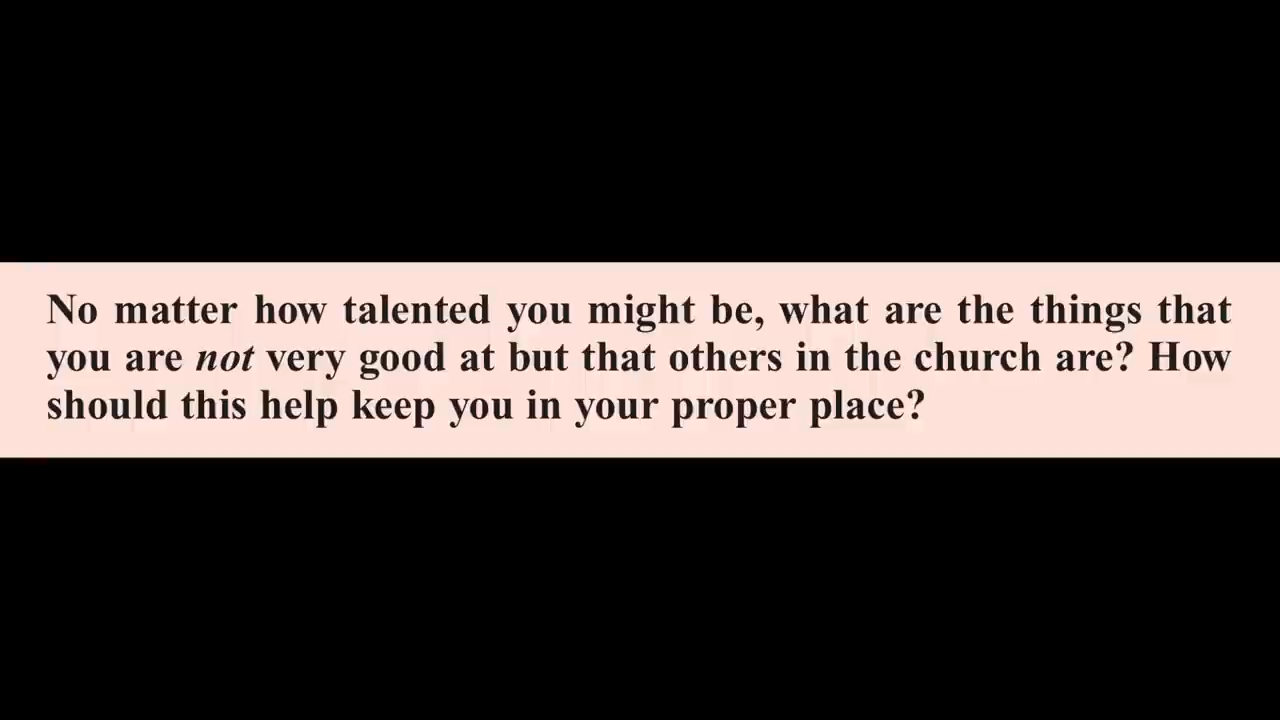 No matter how talented you might be, what are the things that
you are not very good at but that others in the church are? How
should this help keep you in your proper place?